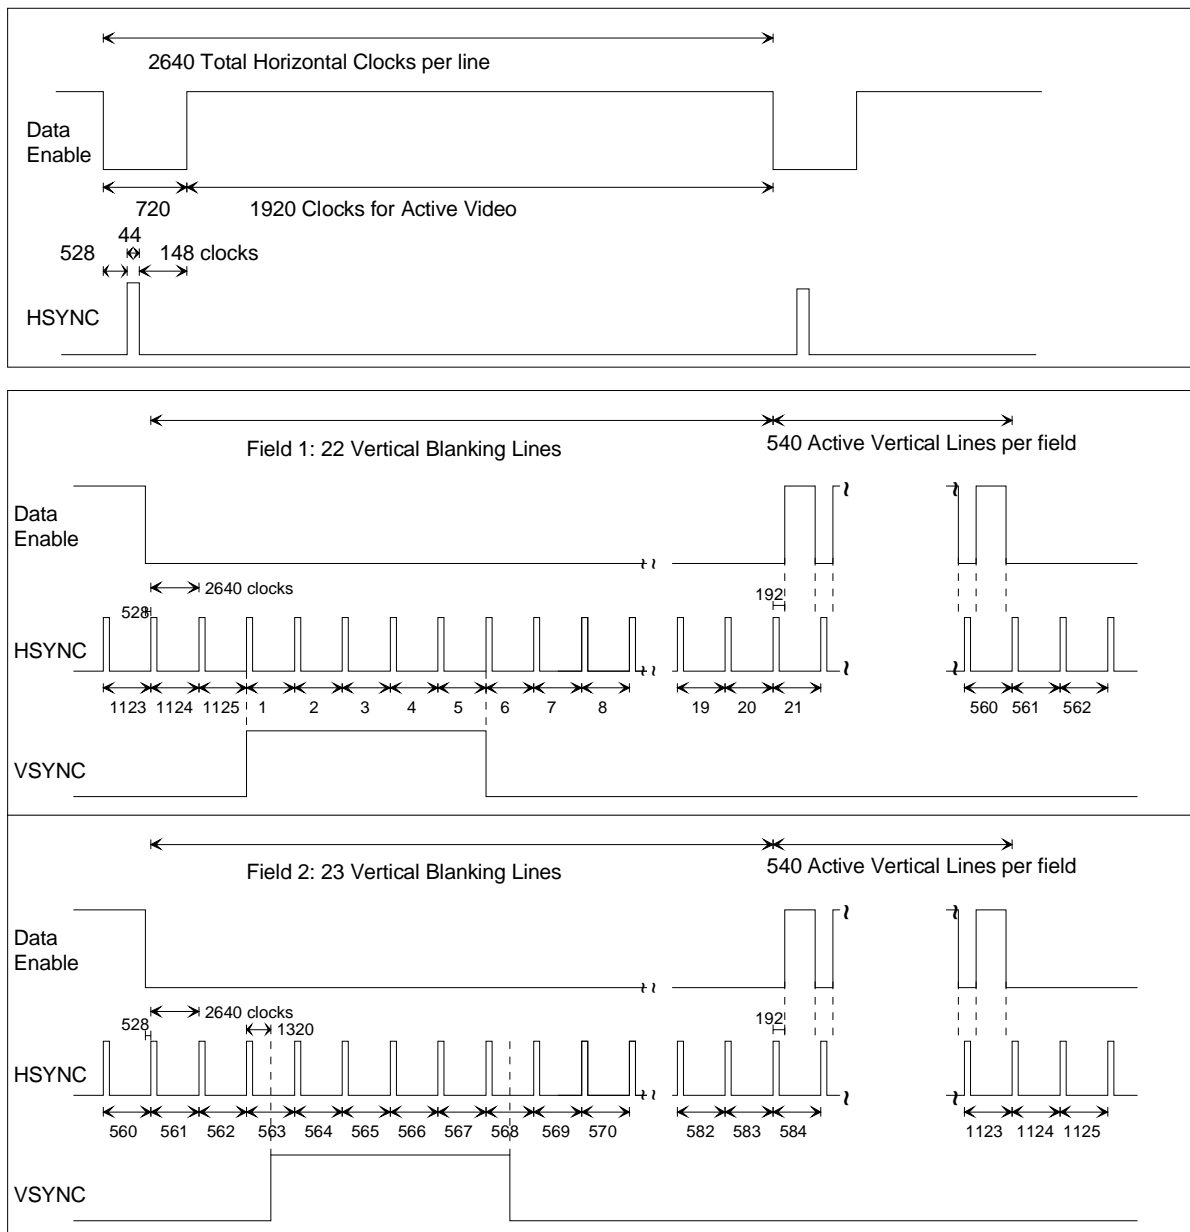 2640 Total Horizontal Clocks per line
Data
Enable
720
1920 Clocks for Active Video
44
528
148 clocks
HSYNC
Field 1: 22 Vertical Blanking Lines
540 Active Vertical Lines per field
Data
Enable
2640 clocks
528
192
HSYNC
1123 1124 1125 1 2 3 4 5 6 7 8 19 20 21 560 561 562
VSYNC
Field 2: 23 Vertical Blanking Lines
540 Active Vertical Lines per field
Data
Enable
2640 clocks
528
1320
192
HSYNC
560 561 562 563 564 565 566 567 568 569 570 582 583 584 1123 1124 1125
VSYNC